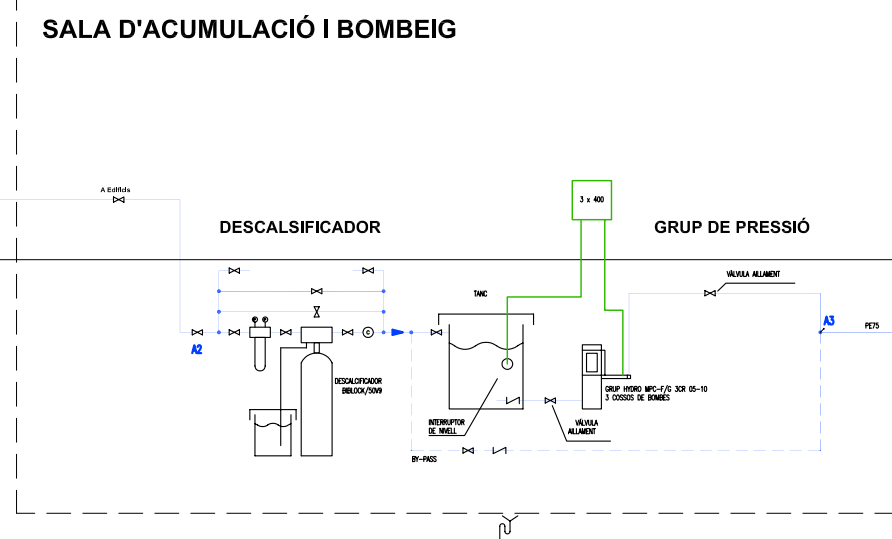 SALA D'ACUMULACIÓ I BOMBEIG
A Edificis
3 x 400
DESCALSIFICADOR
GRUP DE PRESSIÓ
VÀLVULA AILLAMENT
TANC
A3
PE75
A2
C
P P
DESCALCIFICADOR
BIBLOCK/50V9
GRUP HYDRO MPC-F/G 3CR 05-10
3 COSSOS DE BOMBES
INTERRUPTOR
DE NIVELL
VÀLVULA
AILLAMENT
BY-PASS